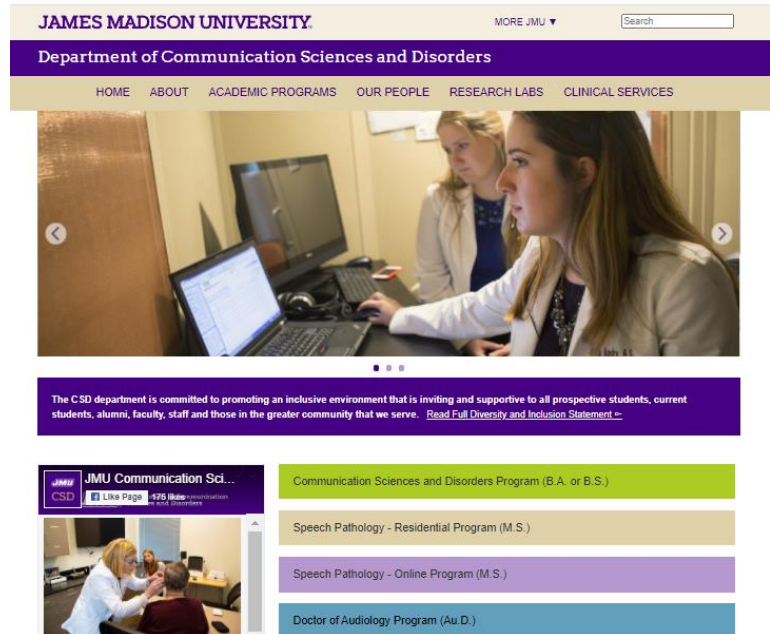 JAMES MADISON UNIVERSITY.
MORE JMU ▼
Search
Department of Communication Sciences and Disorders
HOME ABOUT ACADEMIC PROGRAMS OUR PEOPLE RESEARCH LABS CLINICAL SERVICES
The CSD department is committed to promoting an inclusive environment that is inviting and supportive to all prospective students, current
students, alumni, faculty, staff and those in the greater community that we serve. Read Full Diversity and Inclusion Statement
JMU
CSD
JMU Communication Sci...
Like Page 175 likes
and Disorders
Communication Sciences and Disorders Program (B.A. or B.S.)
Speech Pathology - Residential Program (M.S.)
Speech Pathology - Online Program (M.S.)
Doctor of Audiology Program (Au.D.)